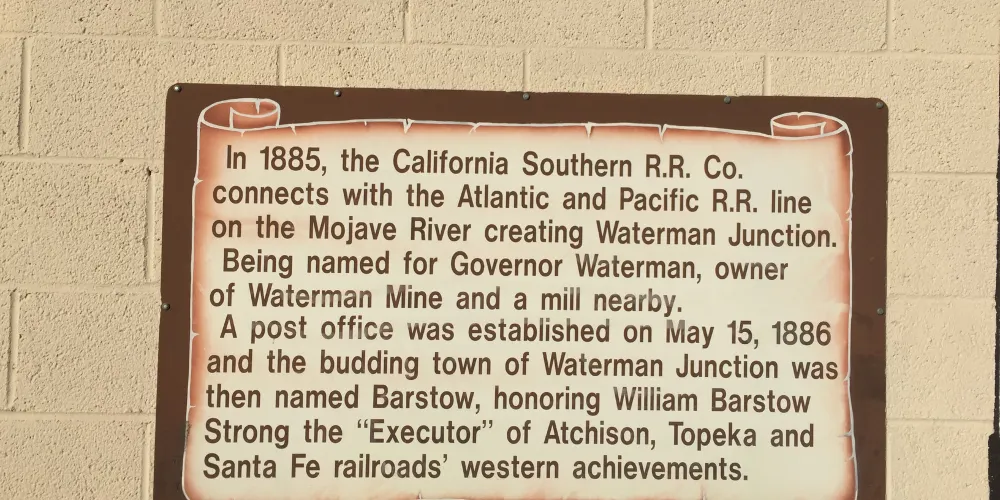 In 1885, the California Southern R.R. Co.
connects with the Atlantic and Pacific R.R. line
on the Mojave River creating Waterman Junction.
Being named for Governor Waterman, owner
of Waterman Mine and a mill nearby.
A post office was established on May 15, 1886
and the budding town of Waterman Junction was
then named Barstow, honoring William Barstow
Strong the “Executor” of Atchison, Topeka and
Santa Fe railroads’ western achievements.